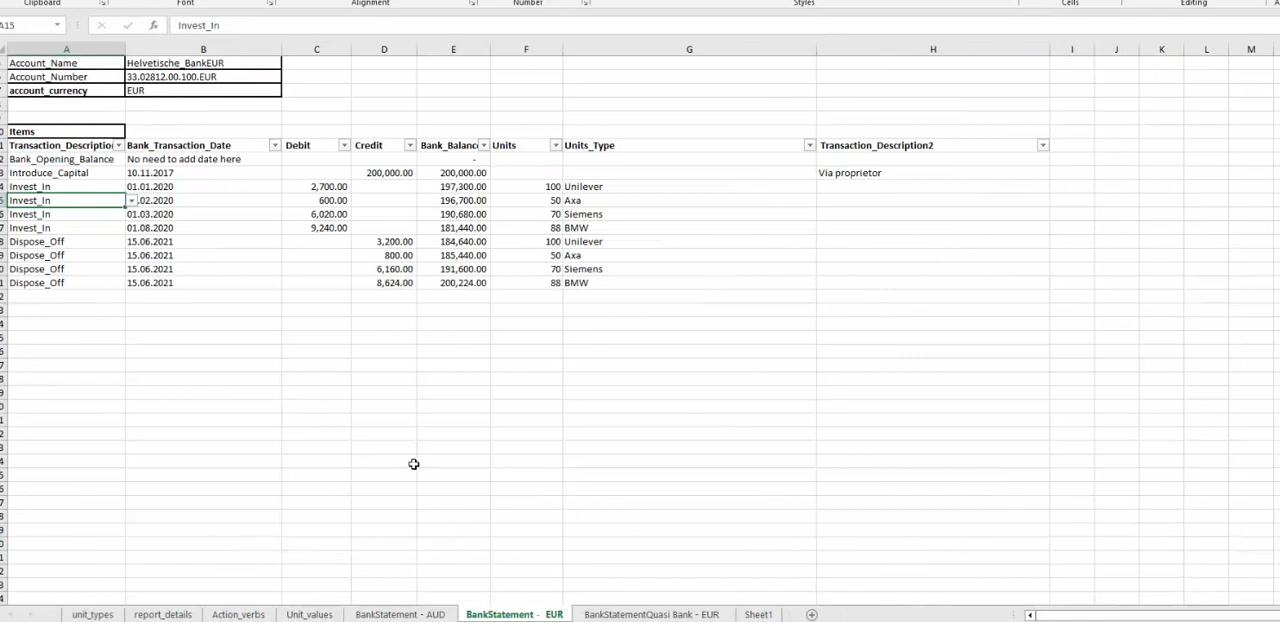 Clipboard Font Alignment Number Styles Cells Editing
A15 fx Invest_In
A B C D E F G H I J K L M
Account_Name Helvetische_BankEUR
Account_Number 33.02812.00.100.EUR
account_currency EUR
Items
Transaction_Descriptio Bank_Transaction_Date Debit Credit Bank_Balanc Units Units_Type Transaction_Description2
Bank_Opening_Balance No need to add date here -
Introduce_Capital 10.11.2017 200,000.00 200,000.00 Via proprietor
Invest_In 01.01.2020 2,700.00 197,300.00 100 Unilever
Invest_In .02.2020 600.00 196,700.00 50 Axa
Invest_In 01.03.2020 6,020.00 190,680.00 70 Siemens
Invest_In 01.08.2020 9,240.00 181,440.00 88 BMW
Dispose_Off 15.06.2021 3,200.00 184,640.00 100 Unilever
Dispose_Off 15.06.2021 800.00 185,440.00 50 Axa
Dispose_Off 15.06.2021 6,160.00 191,600.00 70 Siemens
Dispose_Off 15.06.2021 8,624.00 200,224.00 88 BMW
unit_types report_details Action_verbs Unit_values BankStatement - AUD BankStatement - EUR BankStatementQuasi Bank - EUR Sheet1